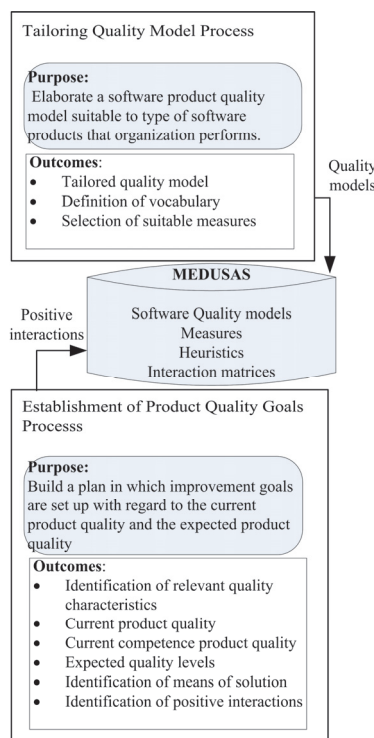 Tailoring Quality Model Process
Purpose:
Elaborate a software product quality
model suitable to type of software
products that organization performs.
Outcomes:
• Tailored quality model
• Definition of vocabulary
• Selection of suitable measures
Quality
models
MEDUSAS
Software Quality models
Measures
Heuristics
Interaction matrices
Positive
interactions
Establishment of Product Quality Goals
Processs
Purpose:
Build a plan in which improvement goals
are set up with regard to the current
product quality and the expected product
quality
Outcomes:
• Identification of relevant quality
characteristics
• Current product quality
• Current competence product quality
• Expected quality levels
• Identification of means of solution
• Identification of positive interactions